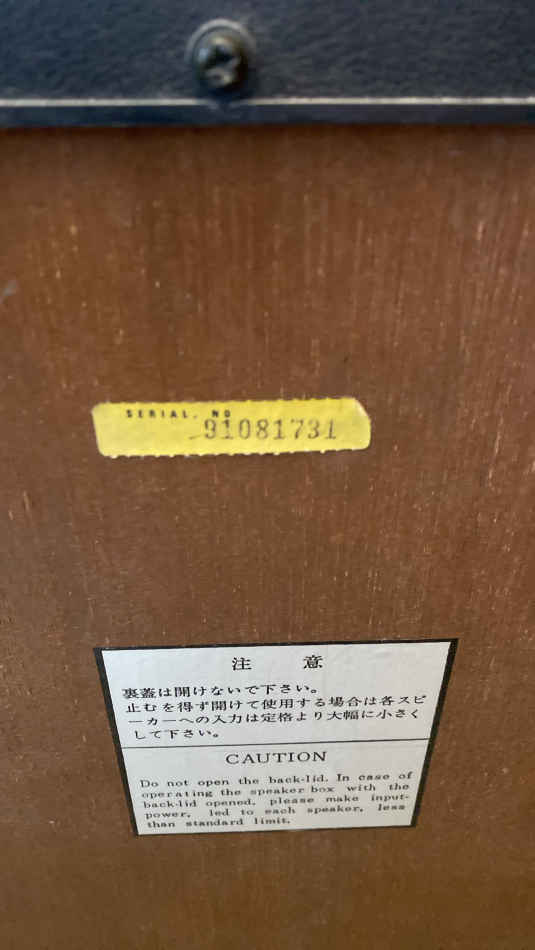 SERIAL. NO
91081731
注 意
裏蓋は開けないで下さい。
止むを得ず開けて使用する場合は各スピ
ーカーへの入力は定格より大幅に小さく
して下さい。
CAUTION
Do not open the back-lid. In case of
operating the speaker box with the
back-lid opened, please make input-
power, led to each speaker, less
than standard limit.